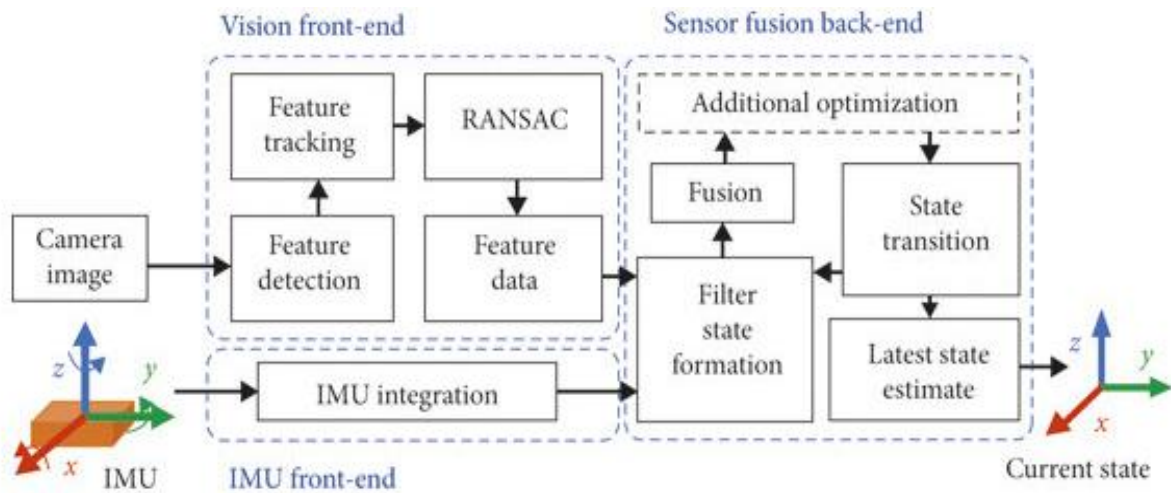 Vision front-end
Sensor fusion back-end
Feature
tracking
RANSAC
Additional optimization
Fusion
State
transition
Camera
image
Feature
detection
Feature
data
Filter
state
formation
Latest state
estimate
IMU integration
z
y
x
IMU
IMU front-end
z
y
x
Current state